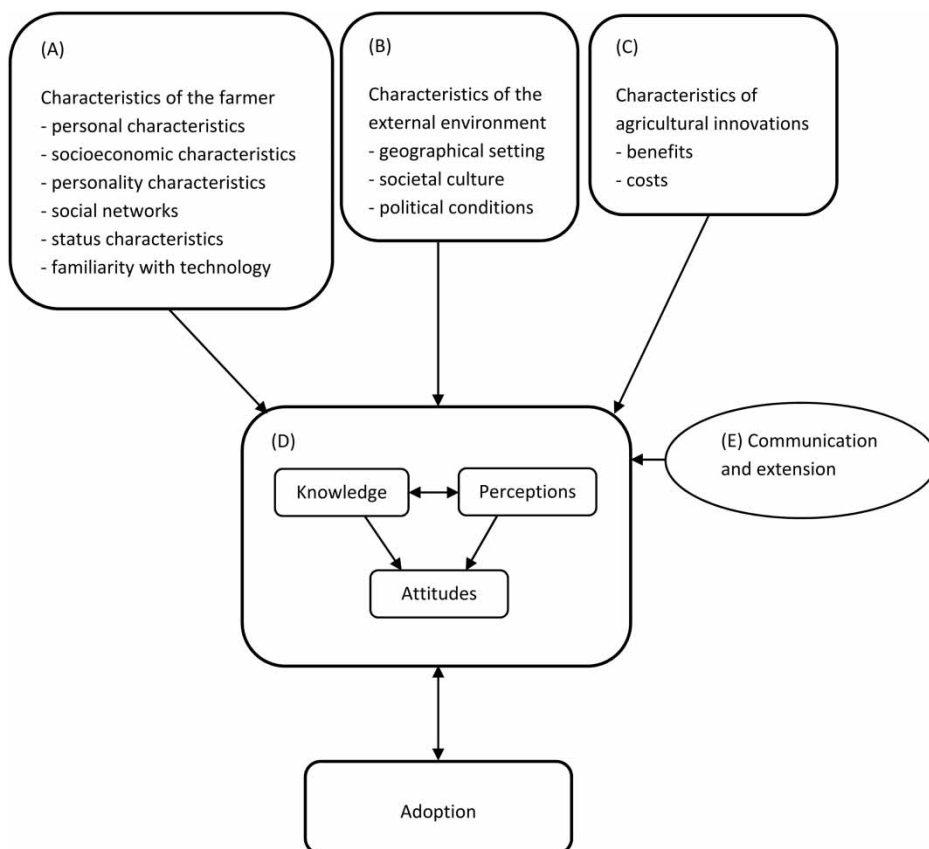 (A)
Characteristics of the farmer
- personal characteristics
- socioeconomic characteristics
- personality characteristics
- social networks
- status characteristics
- familiarity with technology
(B)
Characteristics of the
external environment
- geographical setting
- societal culture
- political conditions
(C)
Characteristics of
agricultural innovations
- benefits
- costs
(D)
Knowledge
Perceptions
Attitudes
(E) Communication
and extension
Adoption